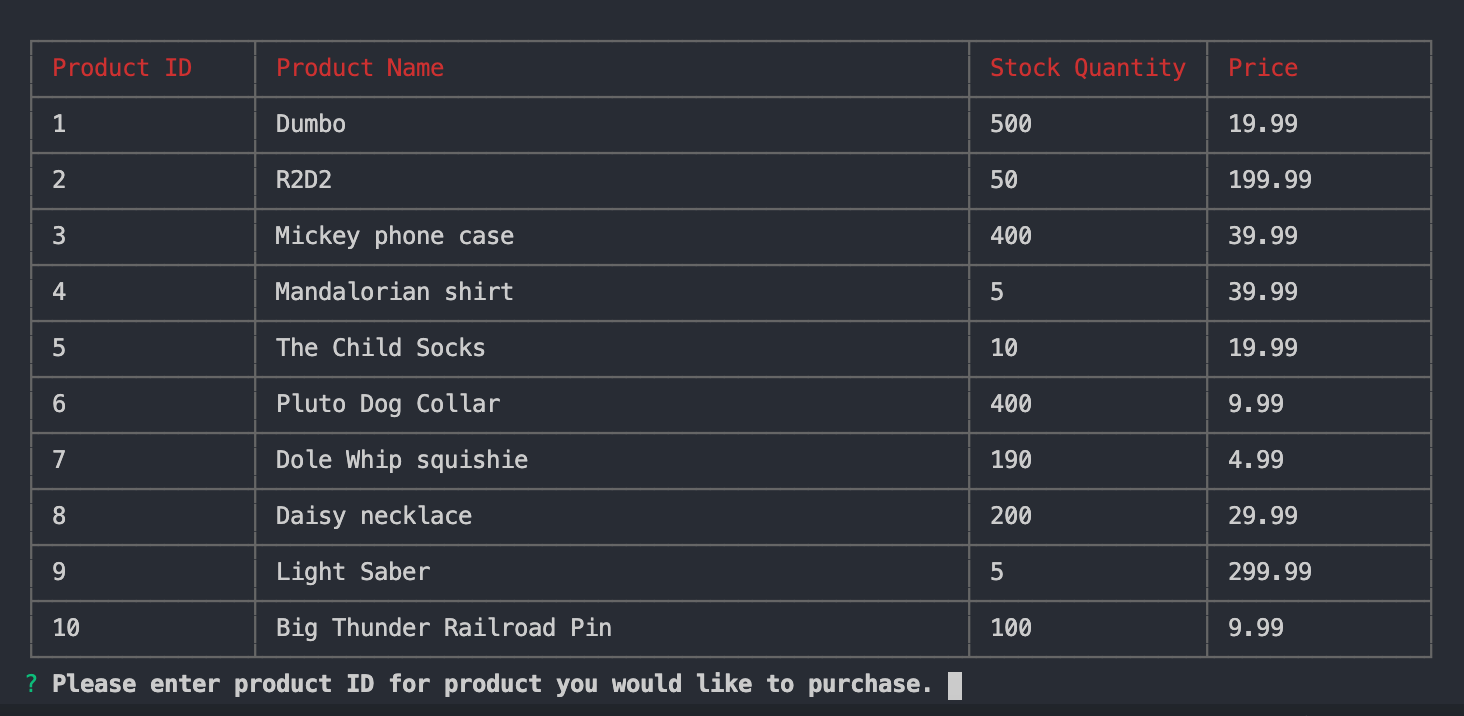 Product ID Product Name Stock Quantity Price
1 Dumbo 500 19.99
2 R2D2 50 199.99
3 Mickey phone case 400 39.99
4 Mandalorian shirt 5 39.99
5 The Child Socks 10 19.99
6 Pluto Dog Collar 400 9.99
7 Dole Whip squishie 190 4.99
8 Daisy necklace 200 29.99
9 Light Saber 5 299.99
10 Big Thunder Railroad Pin 100 9.99
? Please enter product ID for product you would like to purchase.